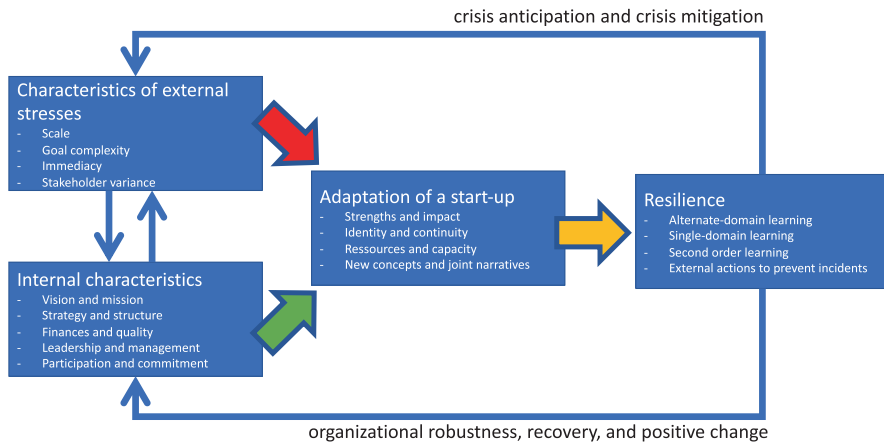 crisis anticipation and crisis mitigation
Characteristics of external
stresses
- Scale
- Goal complexity
- Immediacy
- Stakeholder variance
Adaptation of a start-up
- Strengths and impact
- Identity and continuity
- Ressources and capacity
- New concepts and joint narratives
Resilience
- Alternate-domain learning
- Single-domain learning
- Second order learning
- External actions to prevent incidents
Internal characteristics
- Vision and mission
- Strategy and structure
- Finances and quality
- Leadership and management
- Participation and commitment
organizational robustness, recovery, and positive change